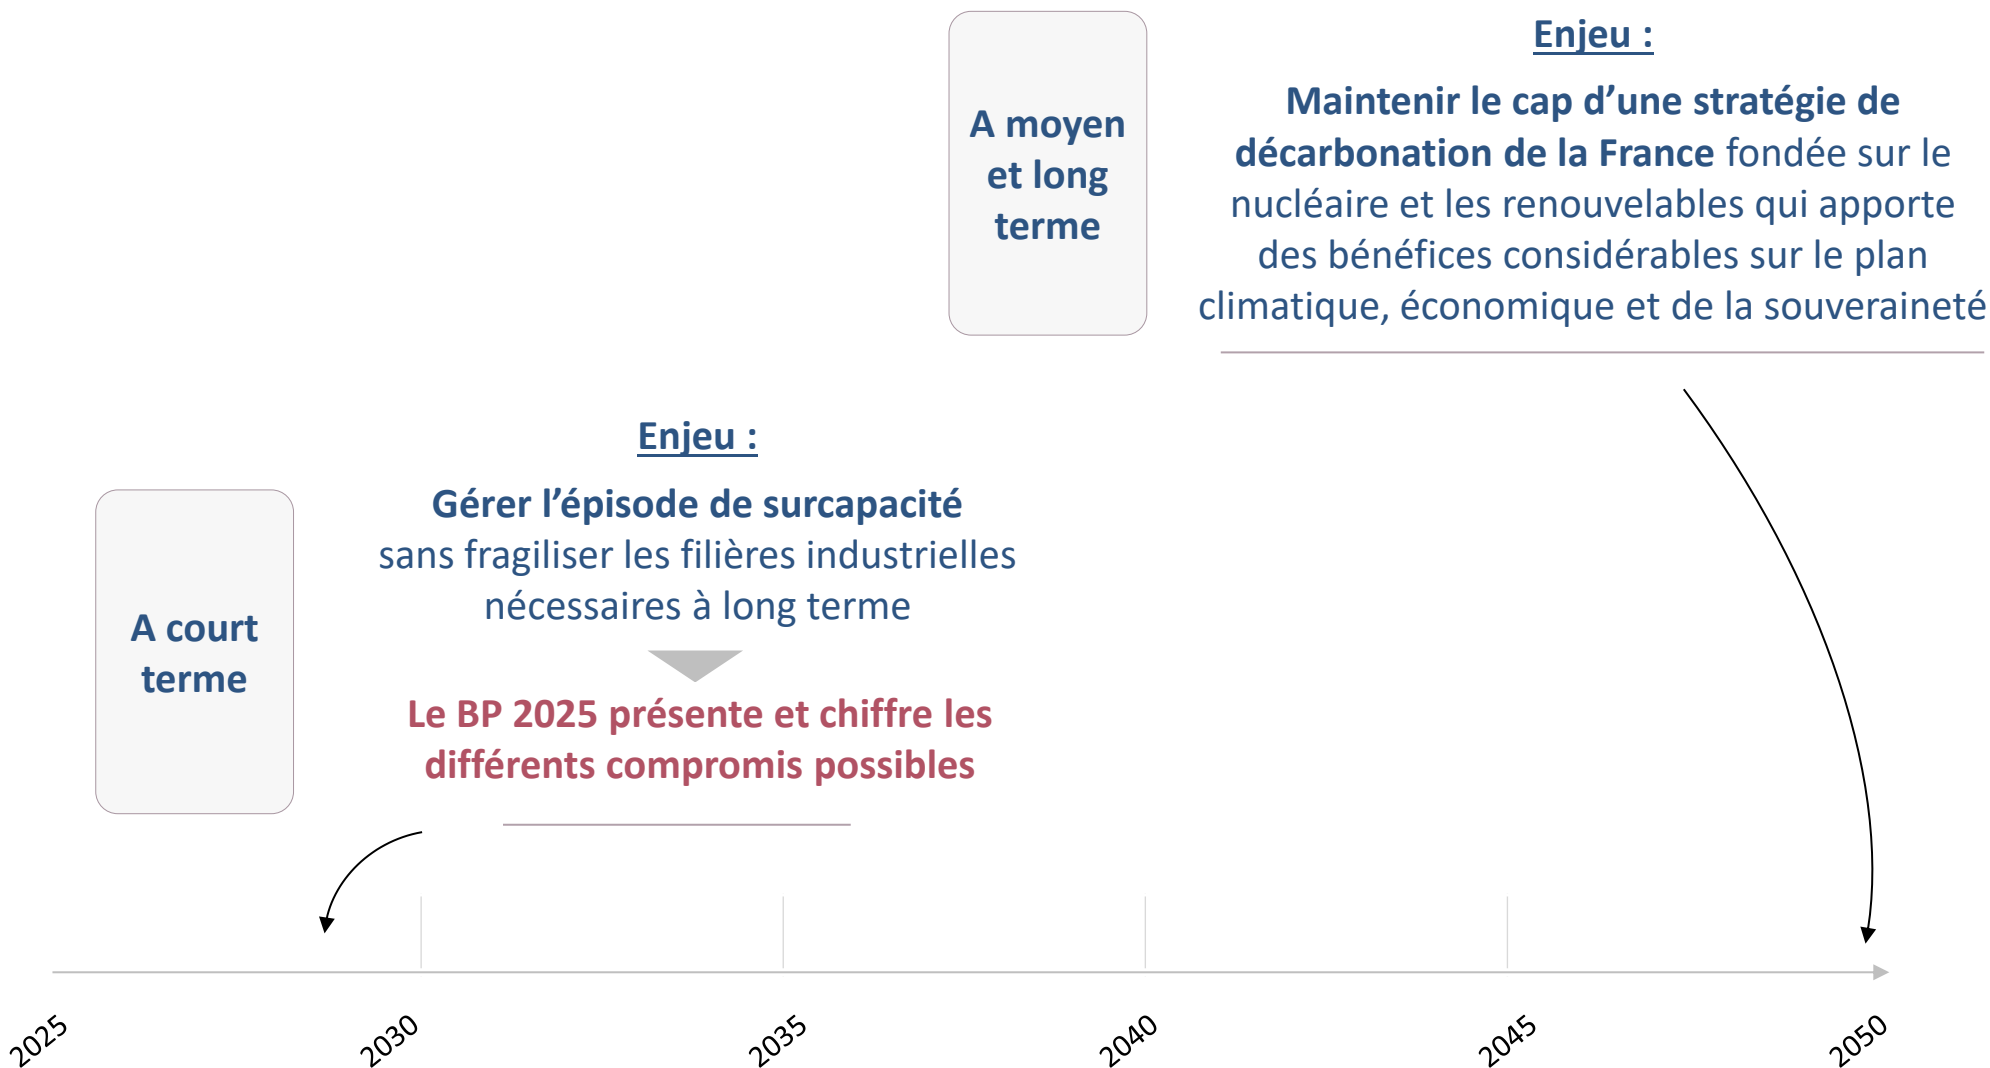 Enjeu :
Maintenir le cap d’une stratégie de
décarbonation de la France fondée sur le
nucléaire et les renouvelables qui apporte
des bénéfices considérables sur le plan
climatique, économique et de la souveraineté
A moyen
et long
terme
Enjeu :
Gérer l’épisode de surcapacité
sans fragiliser les filières industrielles
nécessaires à long terme
Le BP 2025 présente et chiffre les
différents compromis possibles
A court
terme
2025
2030
2035
2040
2045
2050